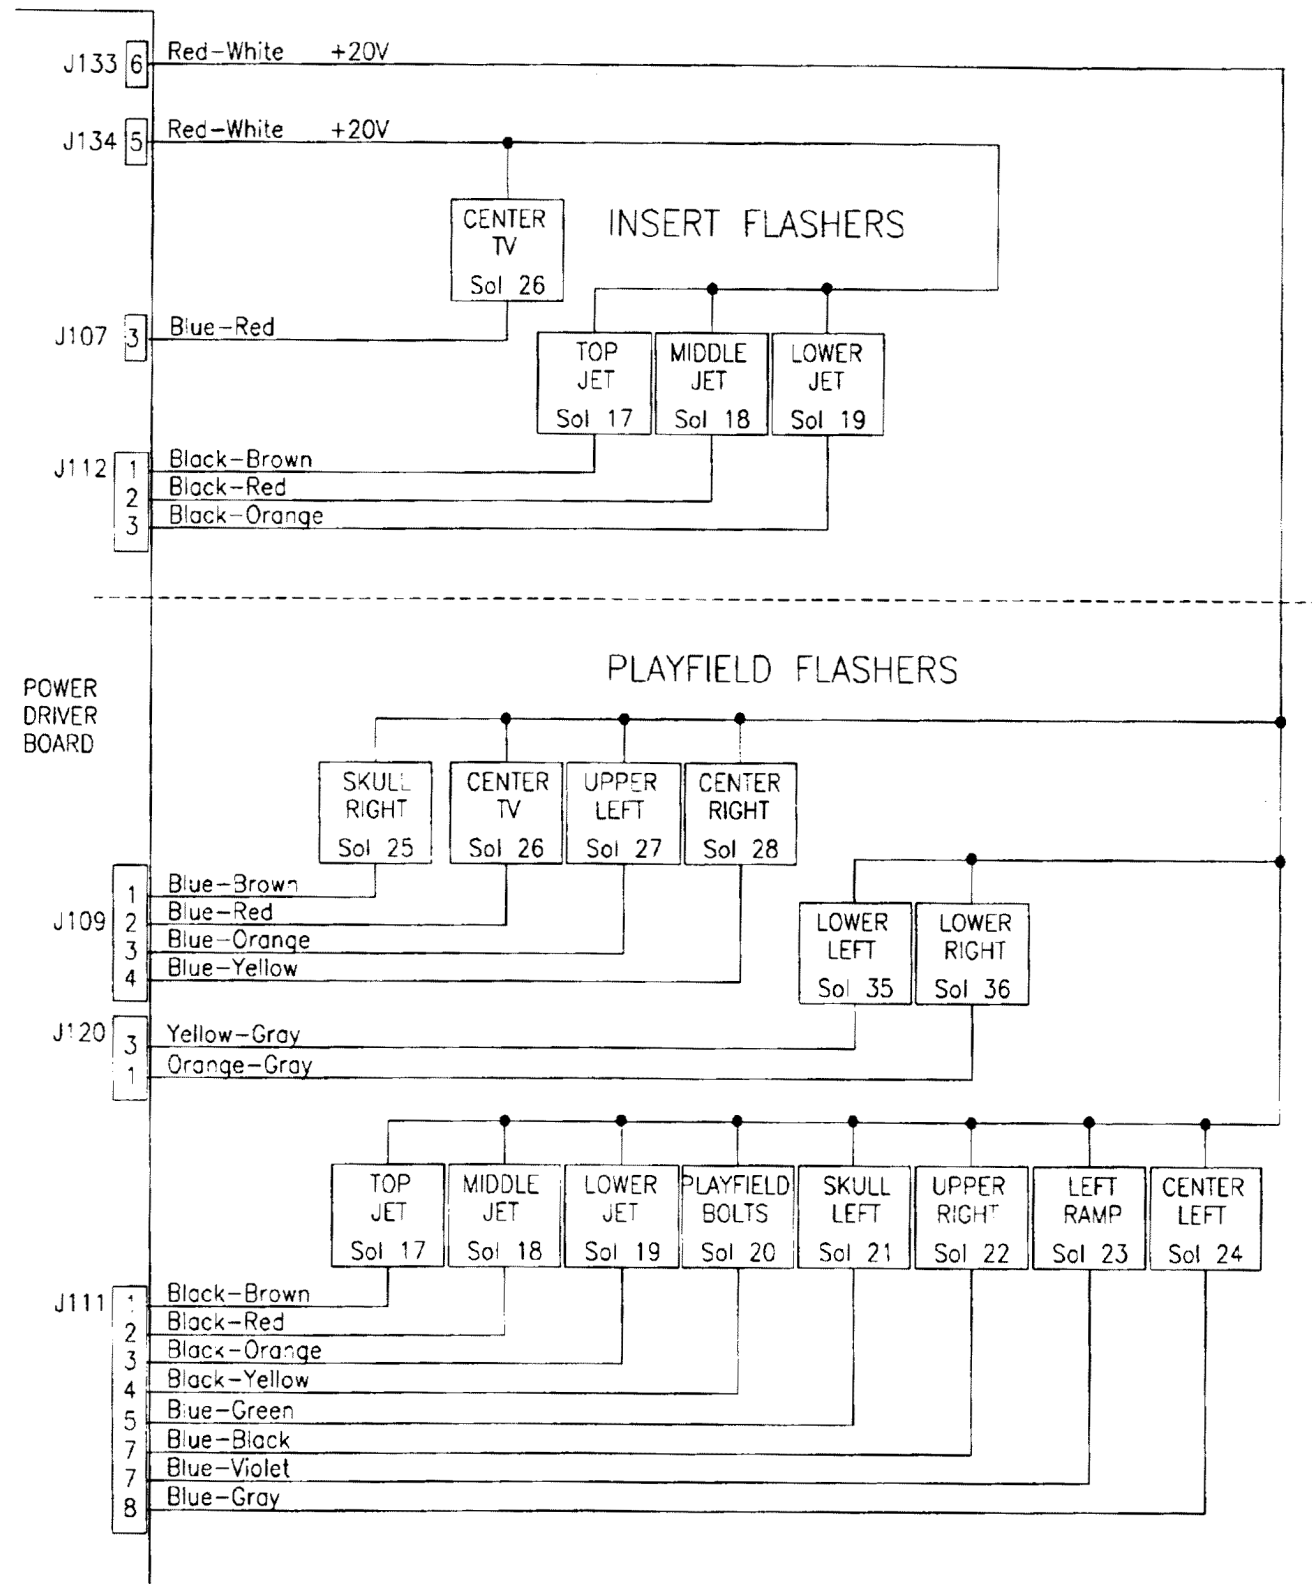 J133 6 Red-White +20V
J134 5 Red-White +20V
CENTER
TV
Sol 26
INSERT FLASHERS
J107 3 Blue-Red
TOP
JET
Sol 17
MIDDLE
JET
Sol 18
LOWER
JET
Sol 19
J112 1 Black-Brown
2 Black-Red
3 Black-Orange
POWER
DRIVER
BOARD
PLAYFIELD FLASHERS
SKULL
RIGHT
Sol 25
CENTER
TV
Sol 26
UPPER
LEFT
Sol 27
CENTER
RIGHT
Sol 28
J109
1 Blue-Brown
2 Blue-Red
3 Blue-Orange
4 Blue-Yellow
LOWER
LEFT
Sol 35
LOWER
RIGHT
Sol 36
J120 3 Yellow-Gray
1 Orange-Gray
TOP
JET
Sol 17
MIDDLE
JET
Sol 18
LOWER
JET
Sol 19
PLAYFIELD
BOLTS
Sol 20
SKULL
LEFT
Sol 21
UPPER
RIGHT
Sol 22
LEFT
RAMP
Sol 23
CENTER
LEFT
Sol 24
J111 1 Black-Brown
2 Black-Red
3 Black-Orange
4 Black-Yellow
5 Blue-Green
7 Blue-Black
7 Blue-Violet
8 Blue-Gray